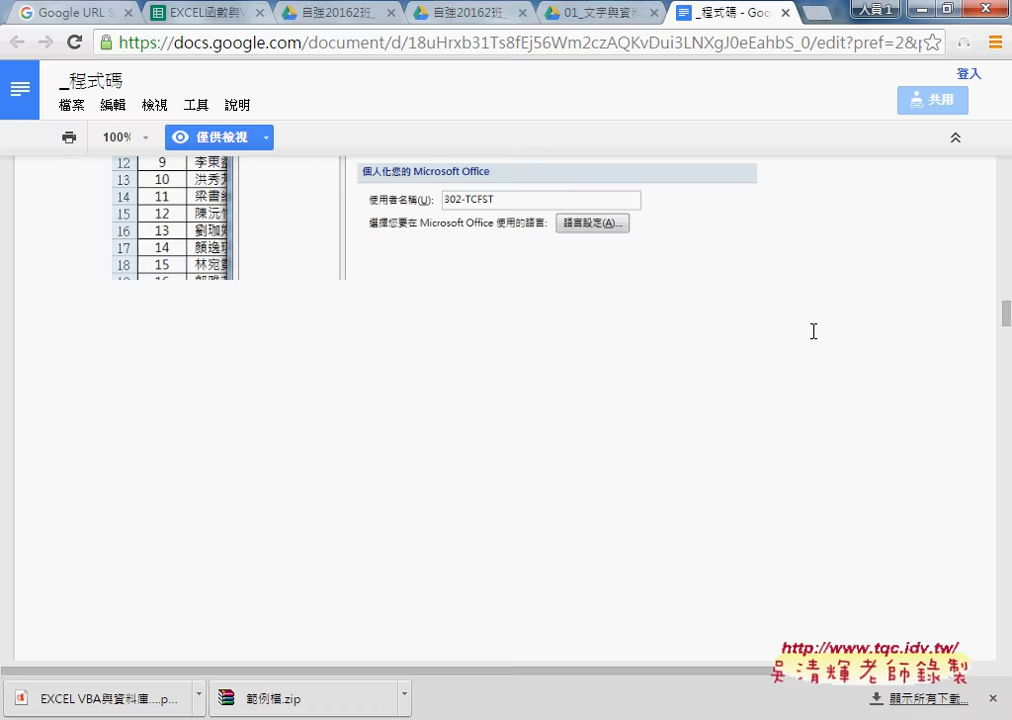 Google URL S
EXCEL函數與V
自強20162班_
自強20162班_
01_文字與資料
_程式碼 - Goo
人員1
https://docs.google.com/document/d/18uHrxb31Ts8fEj56Wm2czAQKvDui3LNXgJ0eEahbS_0/edit?pref=2&p
_程式碼
登入
檔案 編輯 檢視 工具 說明
共用
100% 僅供檢視
12 9 李東
13 10 洪秀
14 11 梁書
15 12 陳沅
16 13 劉珈
17 14 顏逸
18 15 林宛
個人化您的 Microsoft Office
使用者名稱(U): 302-TCFST
選擇您要在 Microsoft Office 使用的語言: 語言設定(A)...
http://www.tqc.idv.tw/
吳清輝老師錄製
EXCEL VBA與資料庫....p...
範例檔.zip
顯示所有下載...